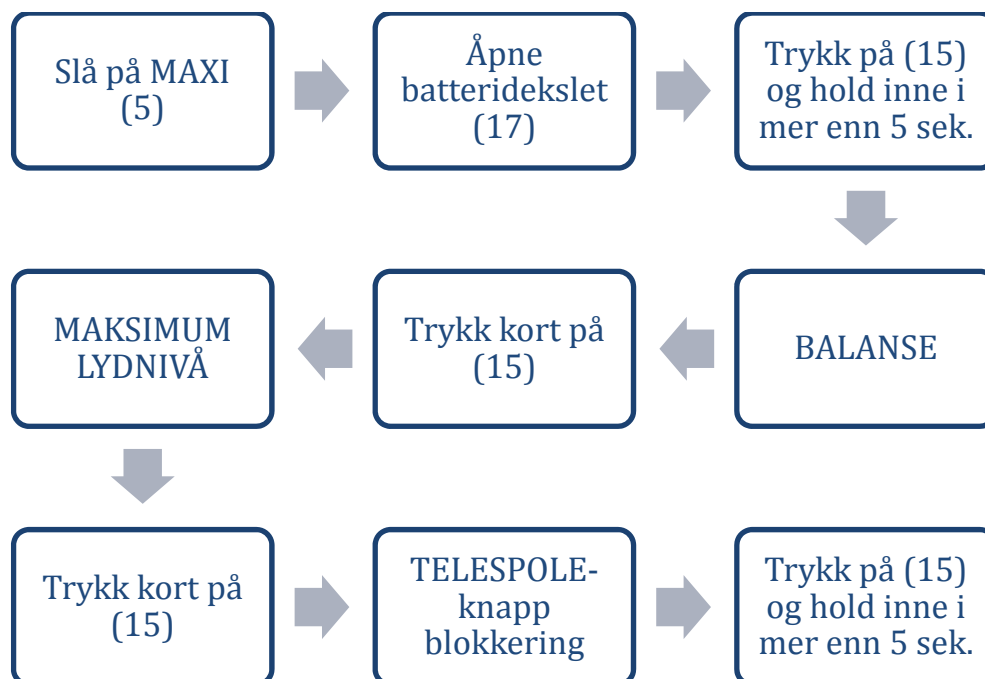 Slå på MAXI
(5)
Åpne
batteridekslet
(17)
Trykk på (15)
og hold inne i
mer enn 5 sek.
BALANSE
Trykk kort på
(15)
MAKSIMUM
LYDNIVÅ
Trykk kort på
(15)
TELESPOLE-
knapp
blokkering
Trykk på (15)
og hold inne i
mer enn 5 sek.